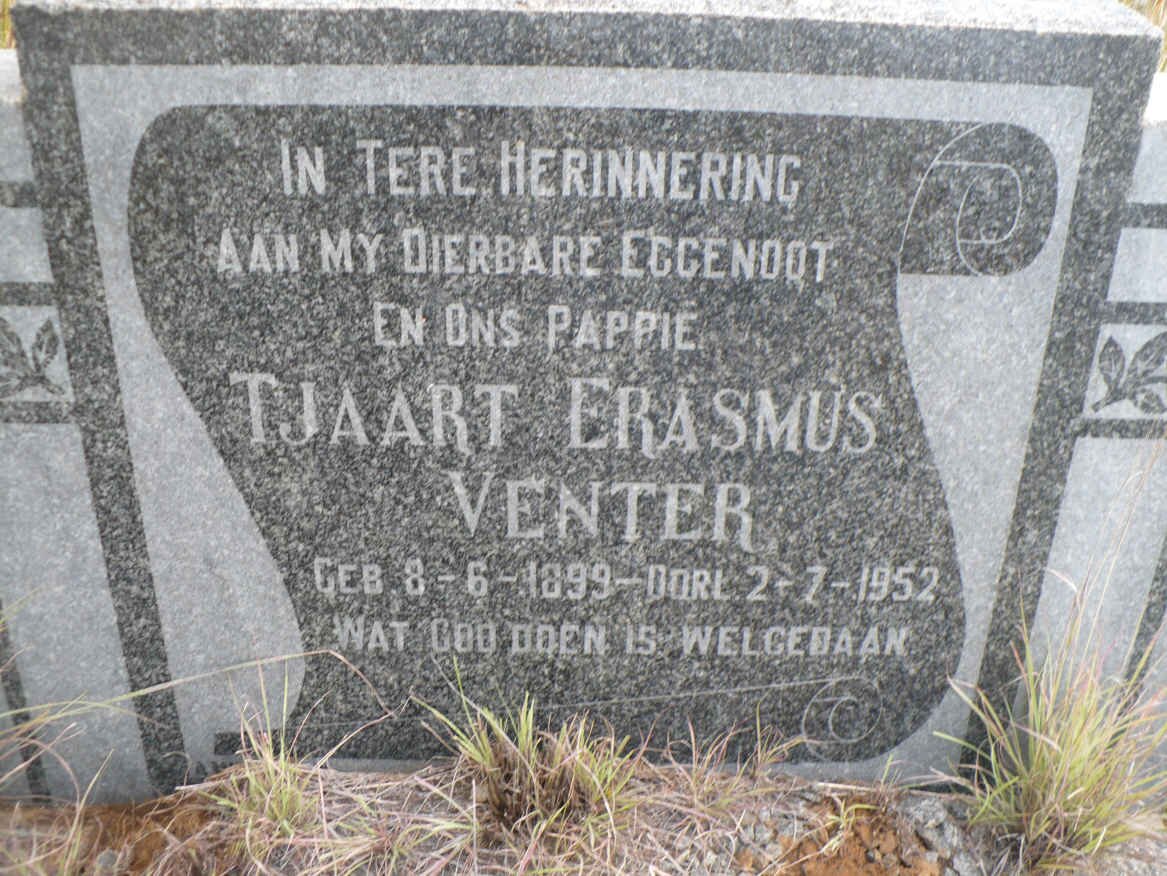 IN TERE HERINNERING
AAN MY DIERBARE EGGENOOT
EN ONS PAPPIE
TJAART ERASMUS
VENTER
GEB 8-6-1899-OORL 2-7-1952
WAT GOD DOEN IS WELGEDAAN